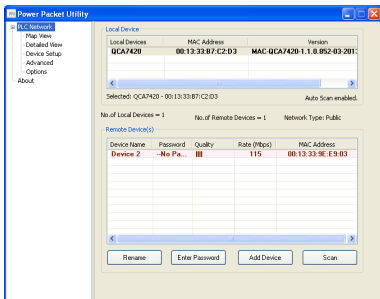 Power Packet Utility
PLC Network
Map View
Detailed View
Device Setup
Advanced
Options
About
Local Device
Local Devices MAC Address Version
QCA7420 00:13:33:B7:C2:D3 MAC-QCA7420-1.1.0.852-03-2013
Selected: QCA7420 - 00:13:33:B7:C2:D3 Auto Scan enabled.
No.of Local Devices = 1 No.of Remote Devices = 1 Network Type: Public
Remote Device(s)
Device Name Password Quality Rate (Mbps) MAC Address
Device 2 --No Pa... 115 00:13:33:9E:E9:03
Rename Enter Password Add Device Scan